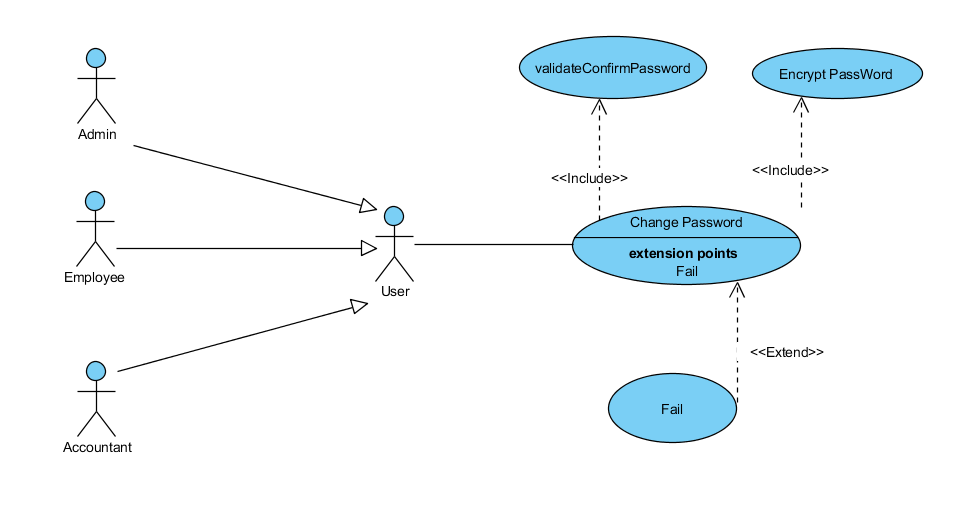 validateConfirmPassword
Encrypt PassWord
Admin
<<Include>>
<<Include>>
Change Password
extension points
Fail
Employee
User
<<Extend>>
Fail
Accountant